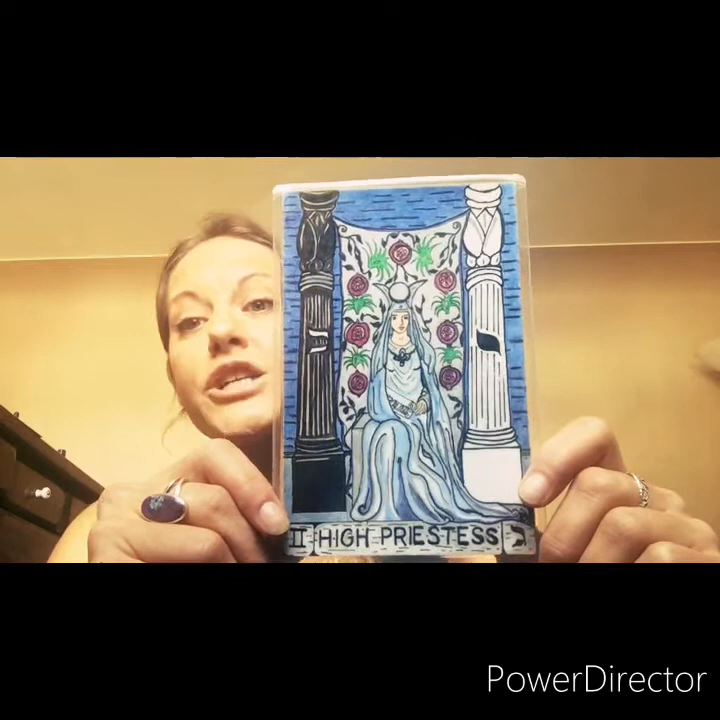 ב
י
II HIGH PRIESTESS ג
PowerDirector